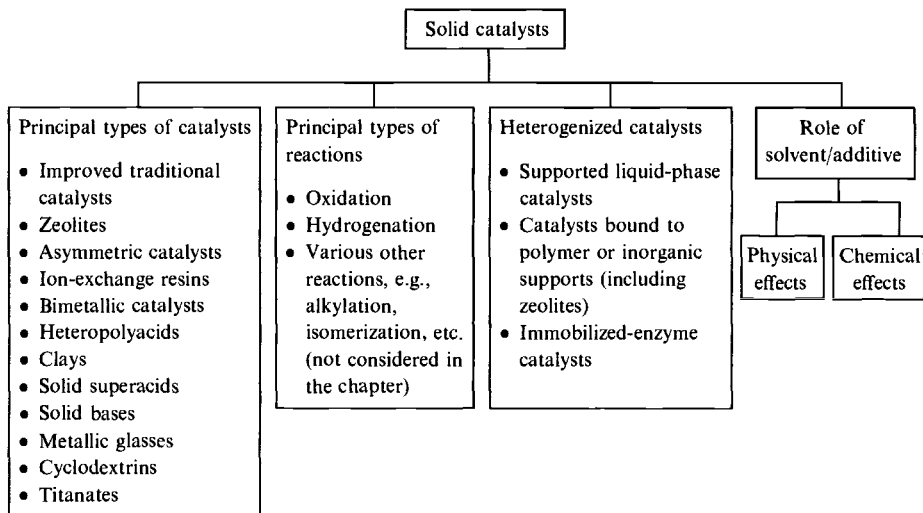 Solid catalysts
Principal types of catalysts
• Improved traditional
catalysts
• Zeolites
• Asymmetric catalysts
• Ion-exchange resins
• Bimetallic catalysts
• Heteropolyacids
• Clays
• Solid superacids
• Solid bases
• Metallic glasses
• Cyclodextrins
• Titanates
Principal types of
reactions
• Oxidation
• Hydrogenation
• Various other
reactions, e.g.,
alkylation,
isomerization, etc.
(not considered in
the chapter)
Heterogenized catalysts
• Supported liquid-phase
catalysts
• Catalysts bound to
polymer or inorganic
supports (including
zeolites)
• Immobilized-enzyme
catalysts
Role of
solvent/additive
Physical
effects
Chemical
effects